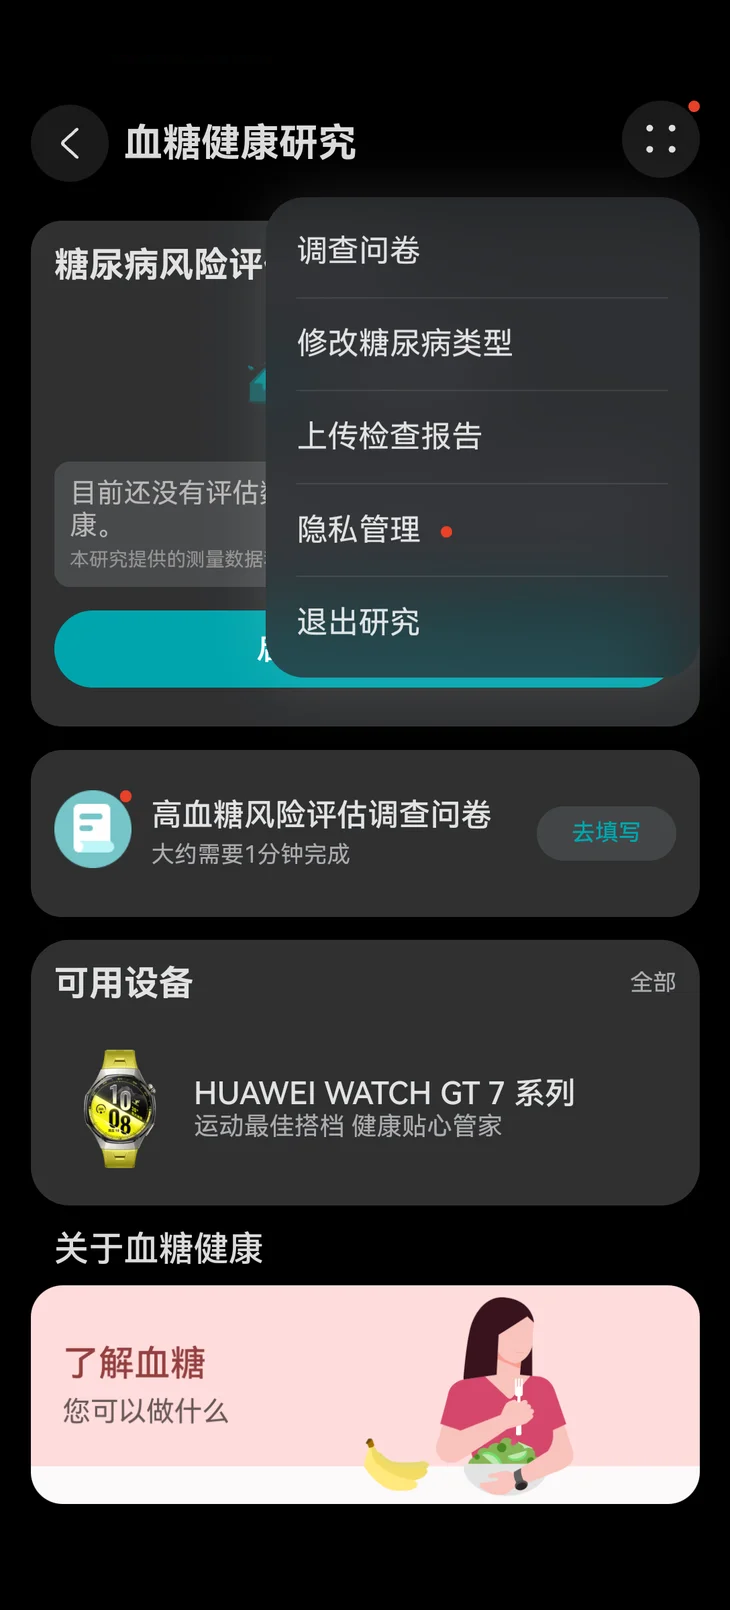 血糖健康研究
糖尿病风险评
调查问卷
修改糖尿病类型
上传检查报告
隐私管理
退出研究
目前还没有评估
康。
本研究提供的测量数据
高血糖风险评估调查问卷
大约需要1分钟完成
去填写
可用设备
全部
10
08
HUAWEI WATCH GT 7 系列
运动最佳搭档 健康贴心管家
关于血糖健康
了解血糖
您可以做什么